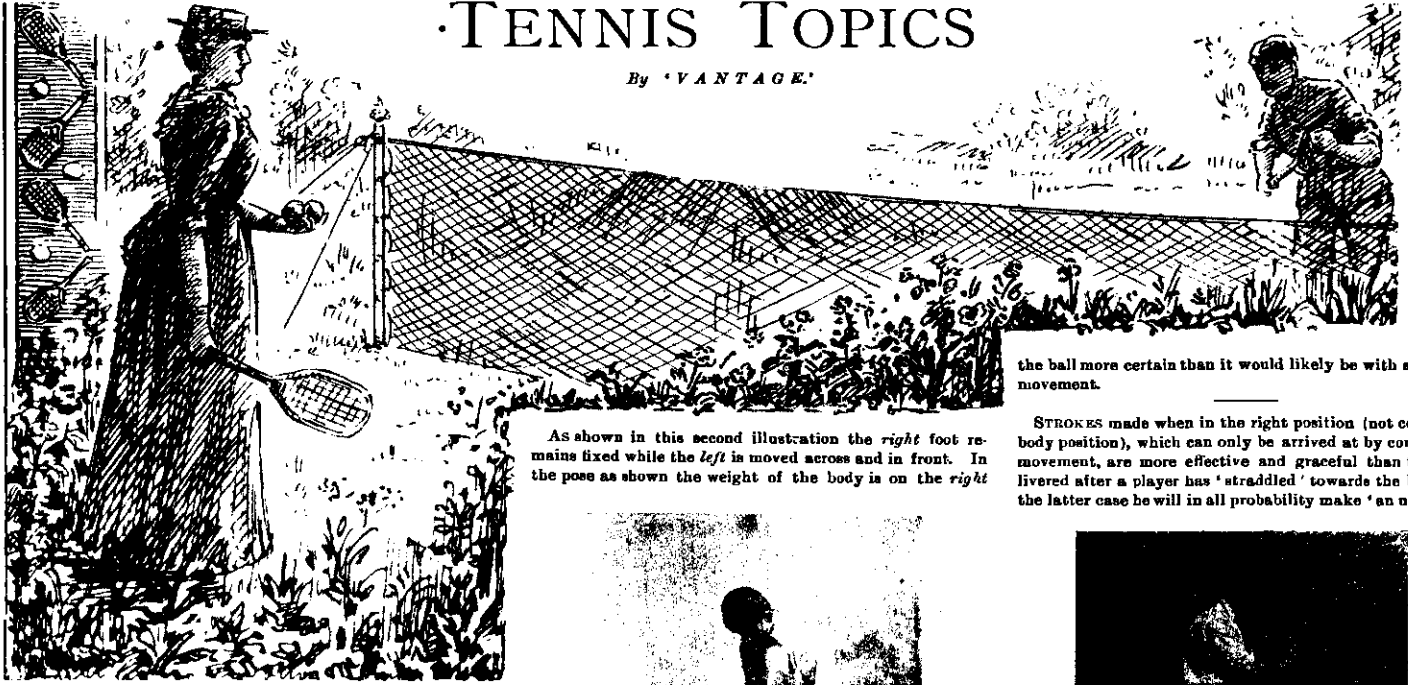 TENNIS TOPICS
By 'VANTAGE.'
As shown in this second illustration the right foot re-
mains fixed while the left is moved across and in front. In
the pose as shown the weight of the body is on the right
the ball more certain than it would likely be with
movement.
STROKES made when in the right position (not
body position), which can only be arrived at by
movement, are more effective and graceful than
livered after a player has 'straddled' towards the
the latter case he will in all probability make 'an